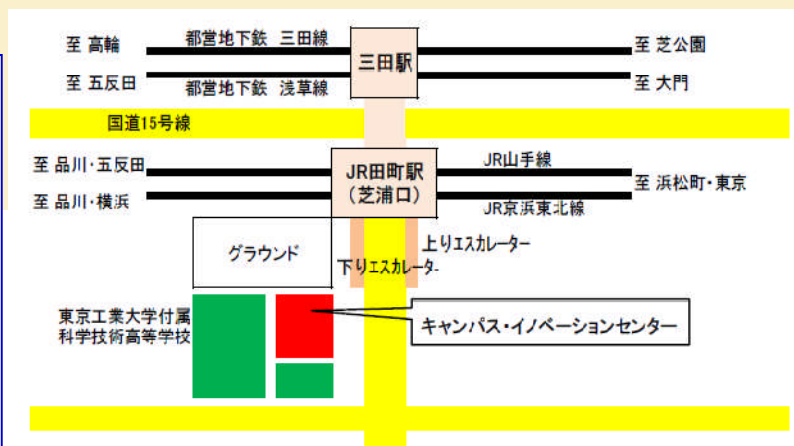 至 高輪
都営地下鉄 三田線
至 芝公園
三田駅
至 五反田
都営地下鉄 浅草線
至 大門
国道15号線
至 品川・五反田
JR田町駅
(芝浦口)
JR山手線
至 浜松町・東京
至 品川・横浜
JR京浜東北線
グラウンド
上りエスカレーター
下りエスカレーター
東京工業大学付属
科学技術高等学校
キャンパス・イノベーションセンター